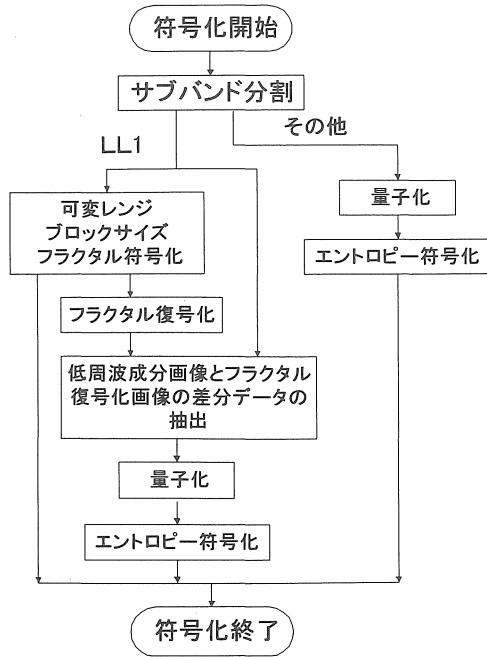 符号化開始
サブバンド分割
LL1
その他
可変レンジ
ブロックサイズ
フラクタル符号化
量子化
エントロピー符号化
フラクタル復号化
低周波成分画像とフラクタル
復号化画像の差分データの
抽出
量子化
エントロピー符号化
符号化終了